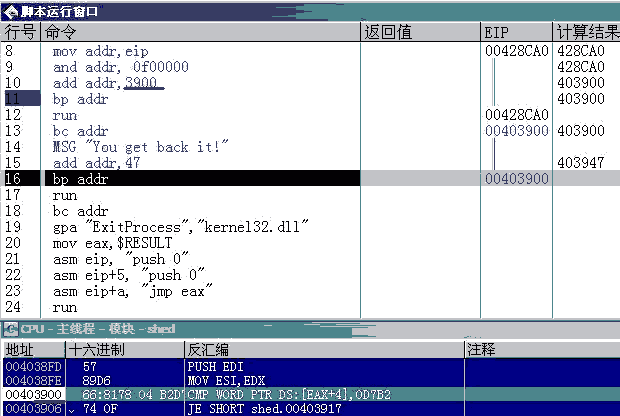 脚本运行窗口
行号 命令 返回值 EIP 计算结果
8 mov addr,eip 00428CA0 428CA0
9 and addr, 0f00000 428CA0
10 add addr,3900 403900
11 bp addr 403900
12 run 00428CA0
13 bc addr 00403900 403900
14 MSG "You get back it!"
15 add addr,47 403947
16 bp addr 00403900
17 run
18 bc addr
19 gpa "ExitProcess","kernel32.dll"
20 mov eax,$RESULT
21 asm eip, "push 0"
22 asm eip+5, "push 0"
23 asm eip+a, "jmp eax"
24 run
CPU - 主线程 - 模块 - shed
地址 十六进制 反汇编 注释
004038FD 57 PUSH EDI
004038FE 89D6 MOV ESI,EDX
00403900 66:8178 04 B2D7 CMP WORD PTR DS:[EAX+4],0D7B2
00403906 74 0F JE SHORT shed.00403917